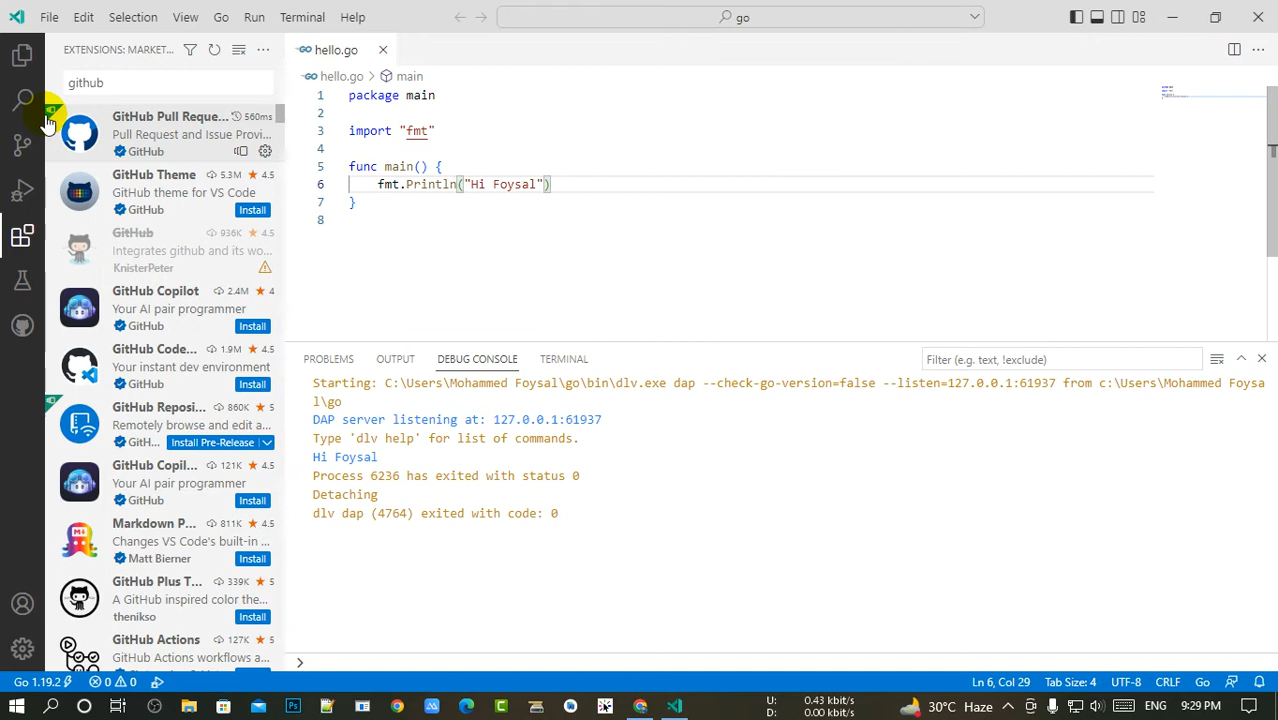 File Edit Selection View Go Run Terminal Help
go
EXTENSIONS: MARKET...
github
GitHub Pull Reque... 560ms
Pull Request and Issue Provi...
GitHub
GitHub Theme 5.3M 4.5
GitHub theme for VS Code
GitHub Install
GitHub 936K 4.5
Integrates github and its wo...
KnisterPeter
GitHub Copilot 2.4M 4
Your AI pair programmer
GitHub Install
GitHub Code... 1.9M 4.5
Your instant dev environment
GitHub Install
GitHub Reposi... 860K 5
Remotely browse and edit a...
GitH... Install Pre-Release
GitHub Copil... 121K 4.5
Your AI pair programmer
GitHub Install
Markdown P... 811K 4.5
Changes VS Code's built-in ...
Matt Bierner Install
GitHub Plus T... 339K 5
A GitHub inspired color the...
thenikso Install
GitHub Actions 127K 5
GitHub Actions workflows a...
hello.go
hello.go > main
1 package main
2
3 import "fmt"
4
5 func main() {
6 fmt.Println("Hi Foysal")
7 }
8
PROBLEMS OUTPUT DEBUG CONSOLE TERMINAL
Filter (e.g. text, !exclude)
Starting: C:\Users\Mohammed Foysal\go\bin\dlv.exe dap --check-go-version=false --listen=127.0.0.1:61937 from c:\Users\Mohammed Foysa
l\go
DAP server listening at: 127.0.0.1:61937
Type 'dlv help' for list of commands.
Hi Foysal
Process 6236 has exited with status 0
Detaching
dlv dap (4764) exited with code: 0
>
Go 1.19.2 0 0 Ln 6, Col 29 Tab Size: 4 UTF-8 CRLF Go
U: 0.43 kbit/s
D: 0.00 kbit/s
30°C Haze
9:29 PM